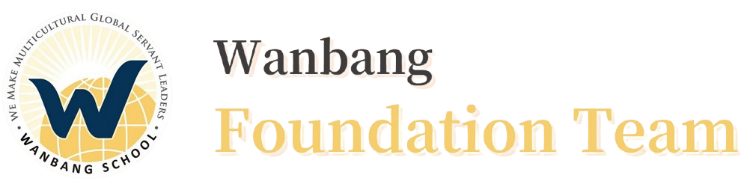 WE MAKE MULTICULTURAL GLOBAL SERVANT LEADERS
W
• WANBANG SCHOOL •
Wanbang
Foundation Team